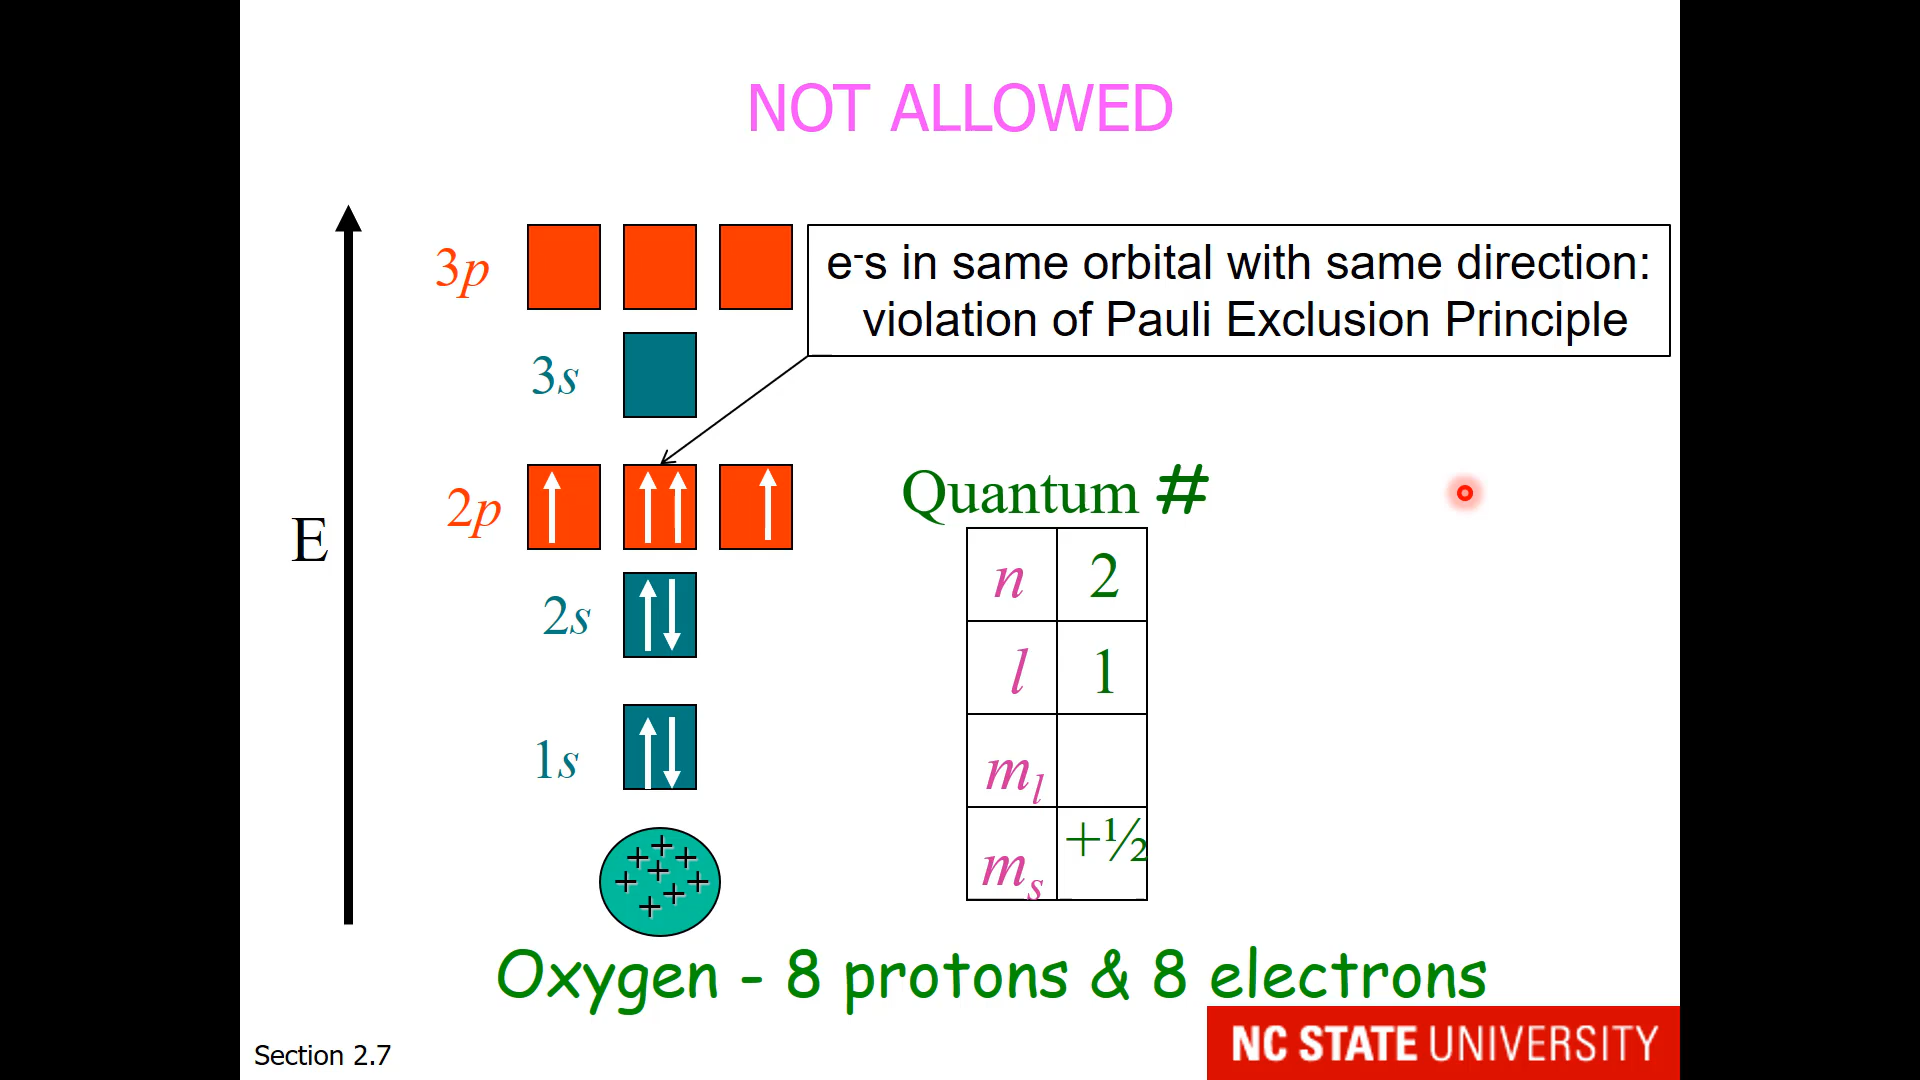 NOT ALLOWED
e-s in same orbital with same direction:
violation of Pauli Exclusion Principle
3p
3s
2p
2s
1s
E
Quantum #
n 2
l 1
ml
ms +½
+ + + + + + + +
Oxygen - 8 protons & 8 electrons
Section 2.7
NC STATE UNIVERSITY